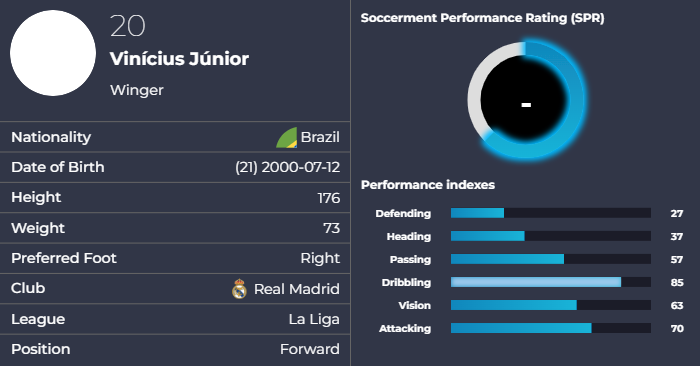 20
Vinícius Júnior
Winger
Nationality Brazil
Date of Birth (21) 2000-07-12
Height 176
Weight 73
Preferred Foot Right
Club Real Madrid
League La Liga
Position Forward
Soccerment Performance Rating (SPR)
-
Performance indexes
Defending 27
Heading 37
Passing 57
Dribbling 85
Vision 63
Attacking 70